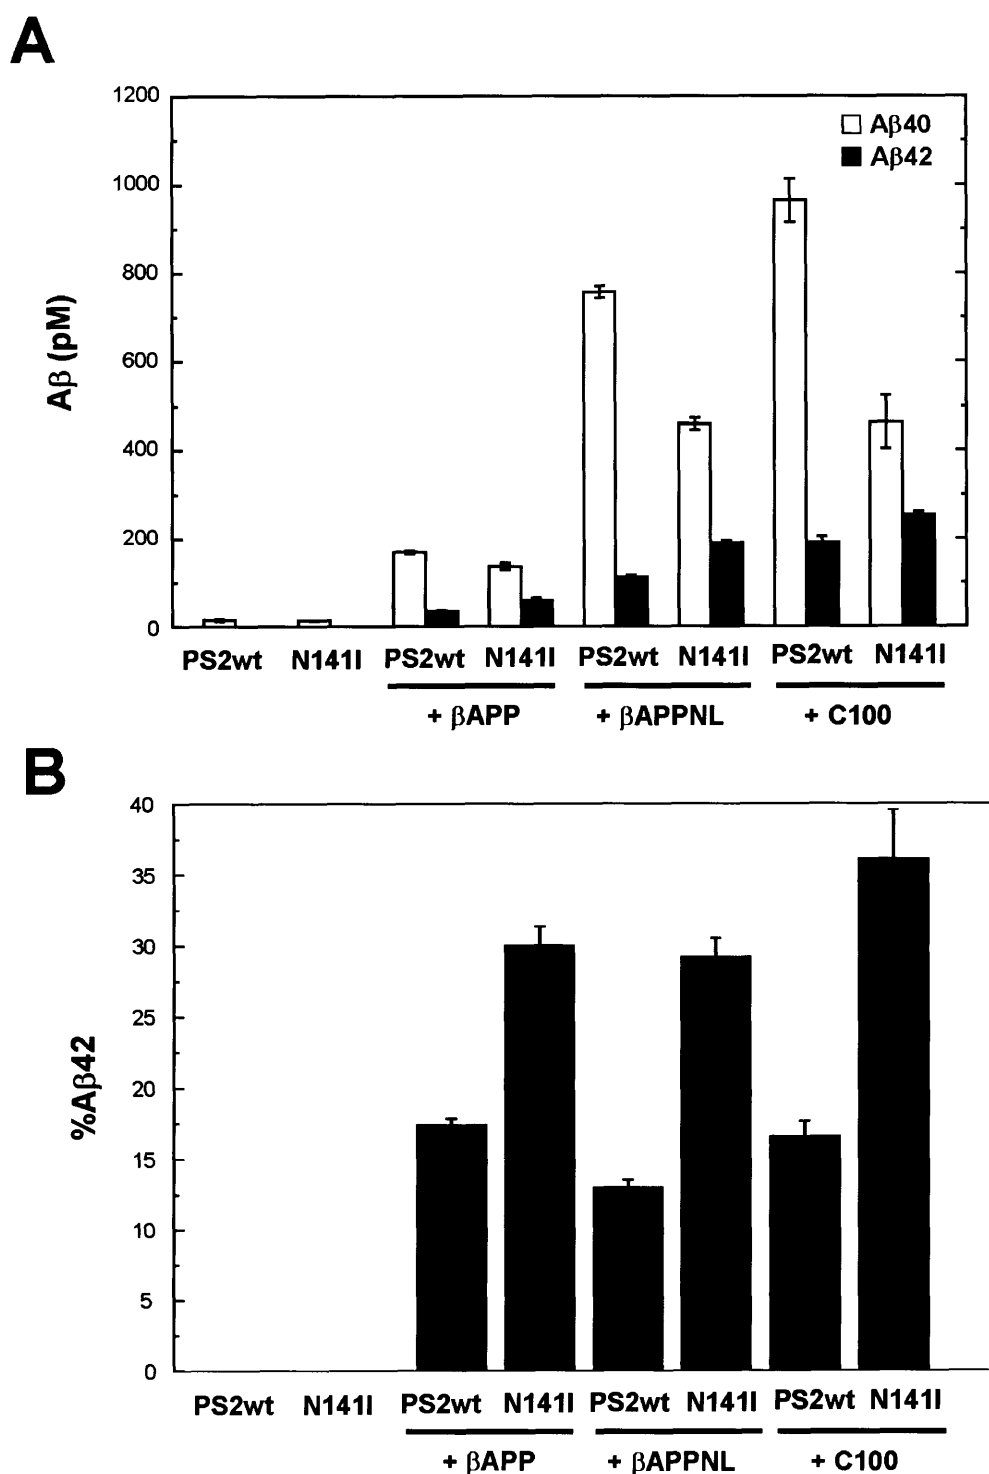 A
1200
1000
800
600
400
200
0
Aβ (pM)
Aβ40
Aβ42
PS2wt N141I PS2wt N141I PS2wt N141I PS2wt N141I
+ βAPP + βAPPNL + C100
B
40
35
30
25
20
15
10
5
0
%Aβ42
PS2wt N141I PS2wt N141I PS2wt N141I PS2wt N141I
+ βAPP + βAPPNL + C100